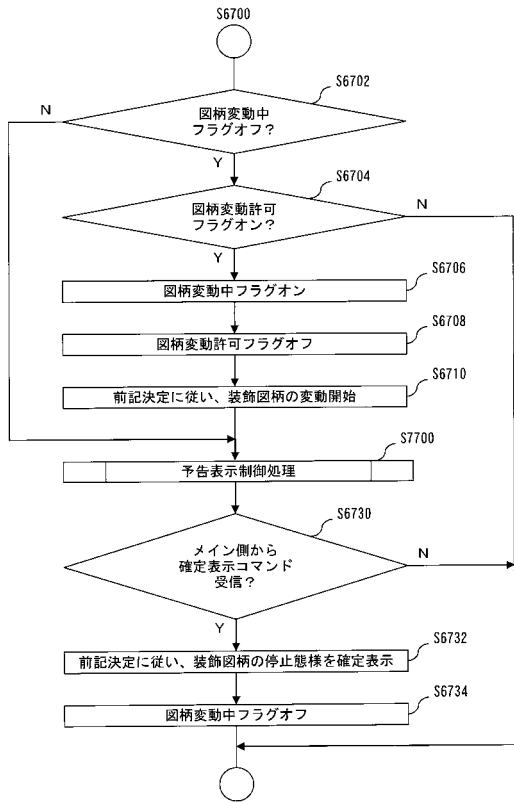 S6700
S6702
N
図柄変動中
フラグオフ？
Y
S6704
図柄変動許可
フラグオン？
N
Y
S6706
図柄変動中フラグオン
S6708
図柄変動許可フラグオフ
S6710
前記決定に従い、装飾図柄の変動開始
S7700
予告表示制御処理
S6730
メイン側から
確定表示コマンド
受信？
N
Y
S6732
前記決定に従い、装飾図柄の停止態様を確定表示
S6734
図柄変動中フラグオフ